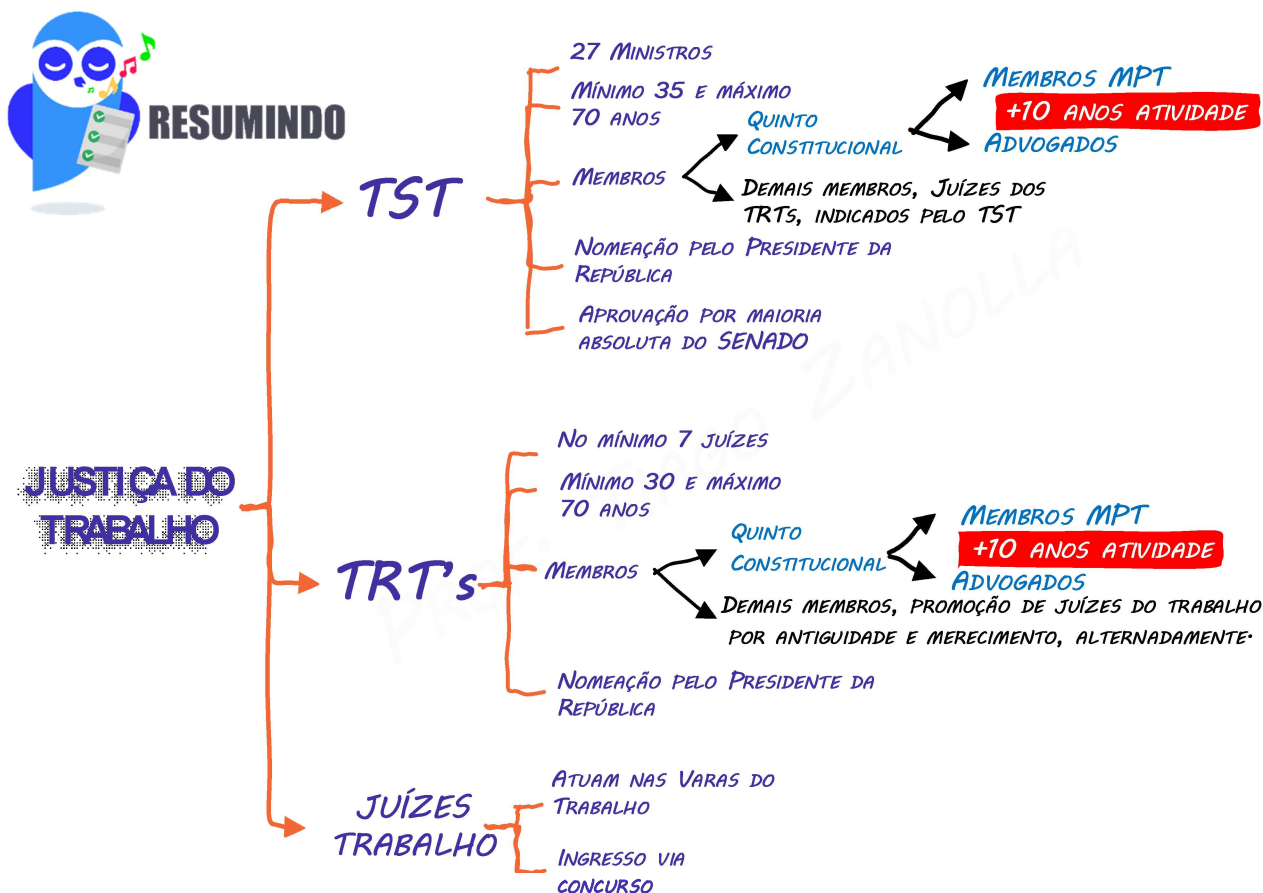 RESUMINDO
JUSTIÇA DO
TRABALHO
TST
27 MINISTROS
MÍNIMO 35 E MÁXIMO
70 ANOS
MEMBROS
QUINTO
CONSTITUCIONAL
MEMBROS MPT
+10 ANOS ATIVIDADE
ADVOGADOS
DEMAIS MEMBROS, JUÍZES DOS
TRTS, INDICADOS PELO TST
NOMEAÇÃO PELO PRESIDENTE DA
REPÚBLICA
APROVAÇÃO POR MAIORIA
ABSOLUTA DO SENADO
TRT's
NO MÍNIMO 7 JUÍZES
MÍNIMO 30 E MÁXIMO
70 ANOS
MEMBROS
QUINTO
CONSTITUCIONAL
MEMBROS MPT
+10 ANOS ATIVIDADE
ADVOGADOS
DEMAIS MEMBROS, PROMOÇÃO DE JUÍZES DO TRABALHO
POR ANTIGUIDADE E MERECIMENTO, ALTERNADAMENTE.
NOMEAÇÃO PELO PRESIDENTE DA
REPÚBLICA
JUÍZES
TRABALHO
ATUAM NAS VARAS DO
TRABALHO
INGRESSO VIA
CONCURSO
ZANOLLA